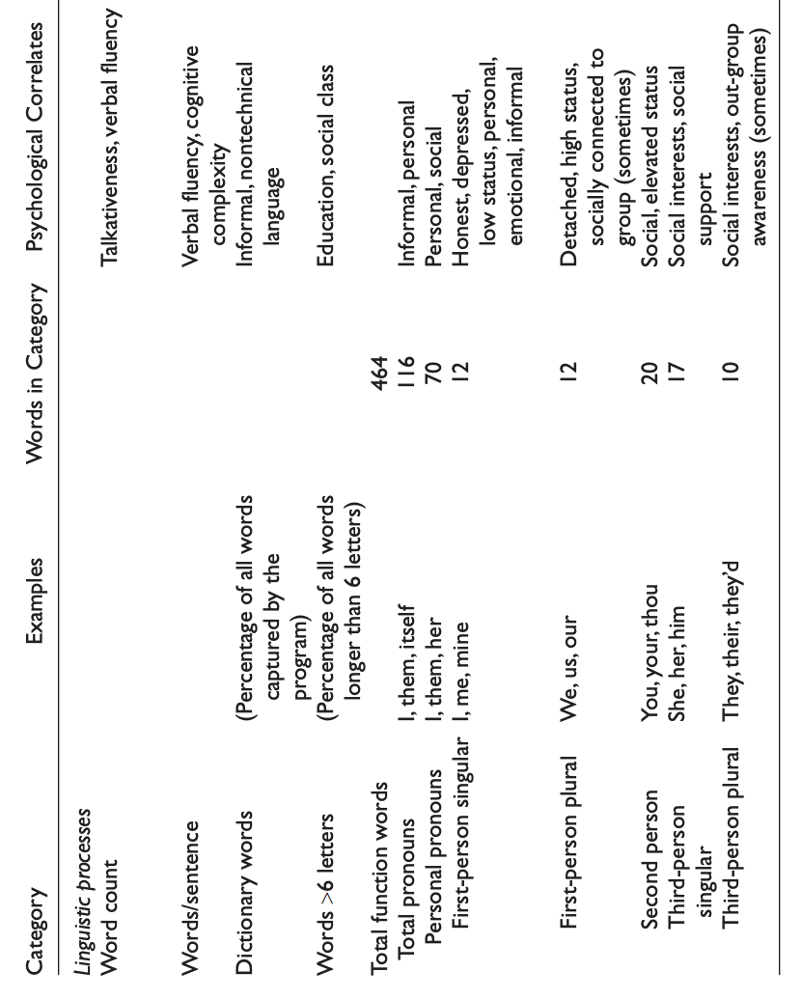 Category Examples Words in Category Psychological Correlates
Linguistic processes
Word count Talkativeness, verbal fluency
Words/sentence Verbal fluency, cognitive
complexity
Dictionary words (Percentage of all words Informal, nontechnical
captured by the language
program)
Words >6 letters (Percentage of all words Education, social class
longer than 6 letters)
Total function words 464
Total pronouns I, them, itself 116 Informal, personal
Personal pronouns I, them, her 70 Personal, social
First-person singular I, me, mine 12 Honest, depressed,
low status, personal,
emotional, informal
First-person plural We, us, our 12 Detached, high status,
socially connected to
group (sometimes)
Second person You, your, thou 20 Social, elevated status
Third-person She, her, him 17 Social interests, social
singular support
Third-person plural They, their, they'd 10 Social interests, out-group
awareness (sometimes)